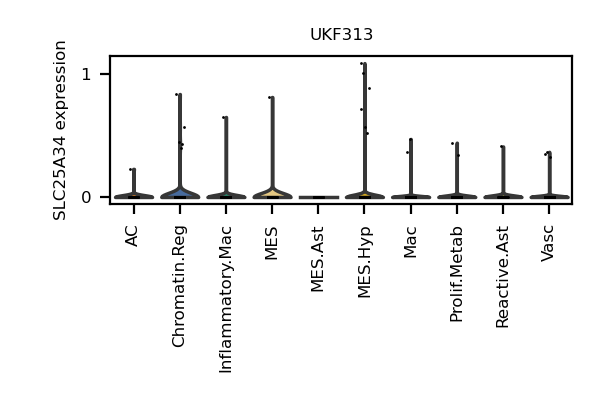 UKF313
SLC25A34 expression
1
0
AC
Chromatin.Reg
Inflammatory.Mac
MES
MES.Ast
MES.Hyp
Mac
Prolif.Metab
Reactive.Ast
Vasc